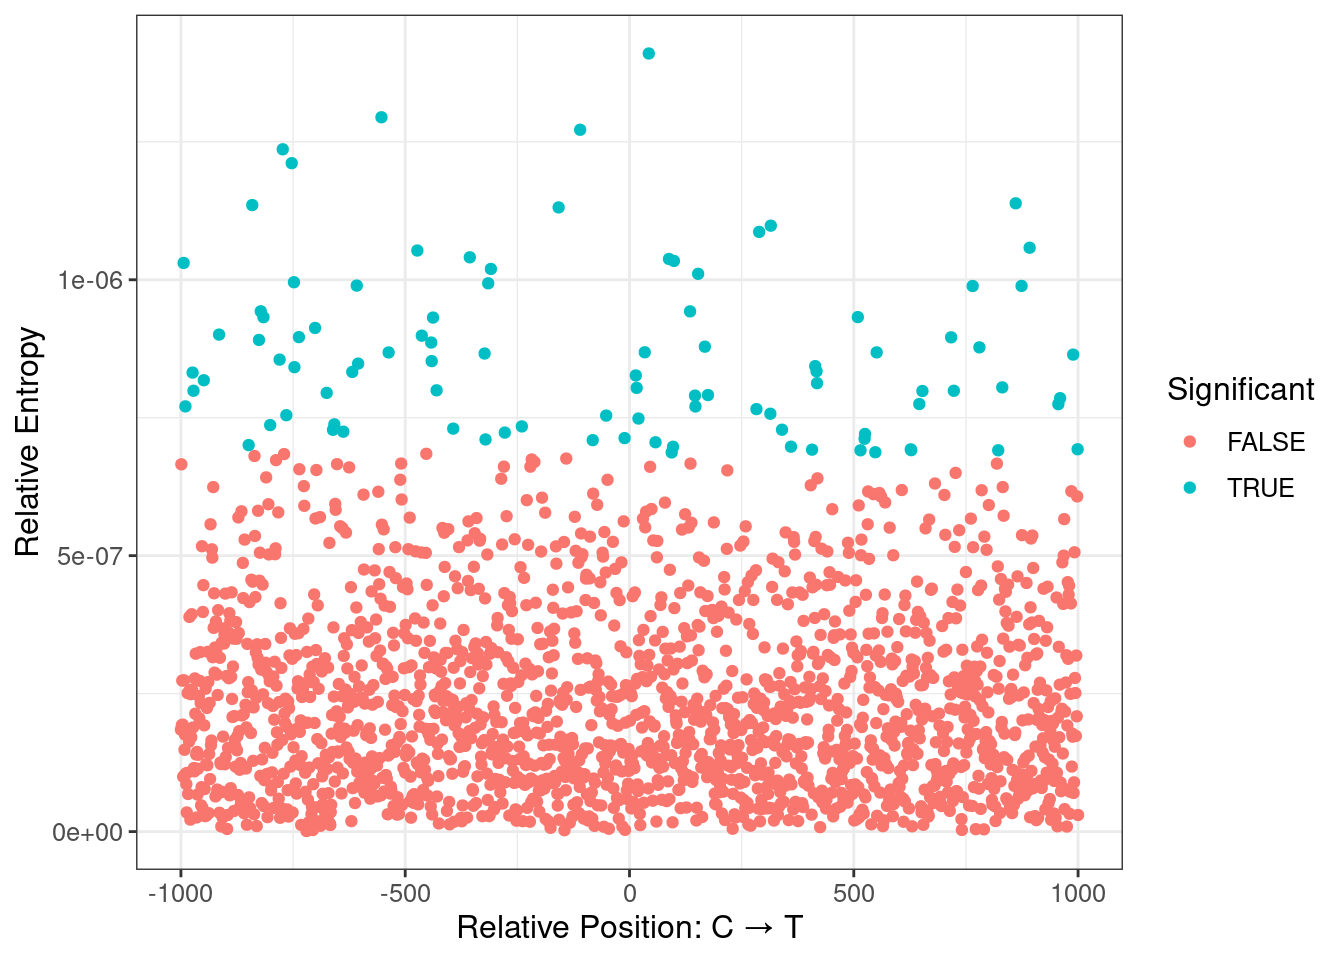 Relative Entropy
1e-06
5e-07
0e+00
-1000
-500
0
500
1000
Relative Position: C → T
Significant
FALSE
TRUE